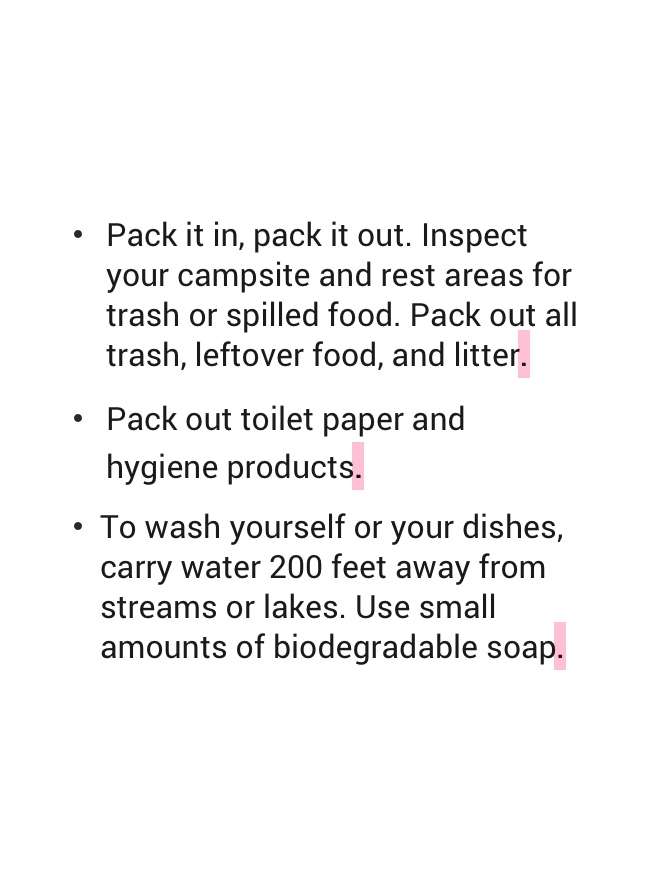 • Pack it in, pack it out. Inspect
your campsite and rest areas for
trash or spilled food. Pack out all
trash, leftover food, and litter.
• Pack out toilet paper and
hygiene products.
• To wash yourself or your dishes,
carry water 200 feet away from
streams or lakes. Use small
amounts of biodegradable soap.